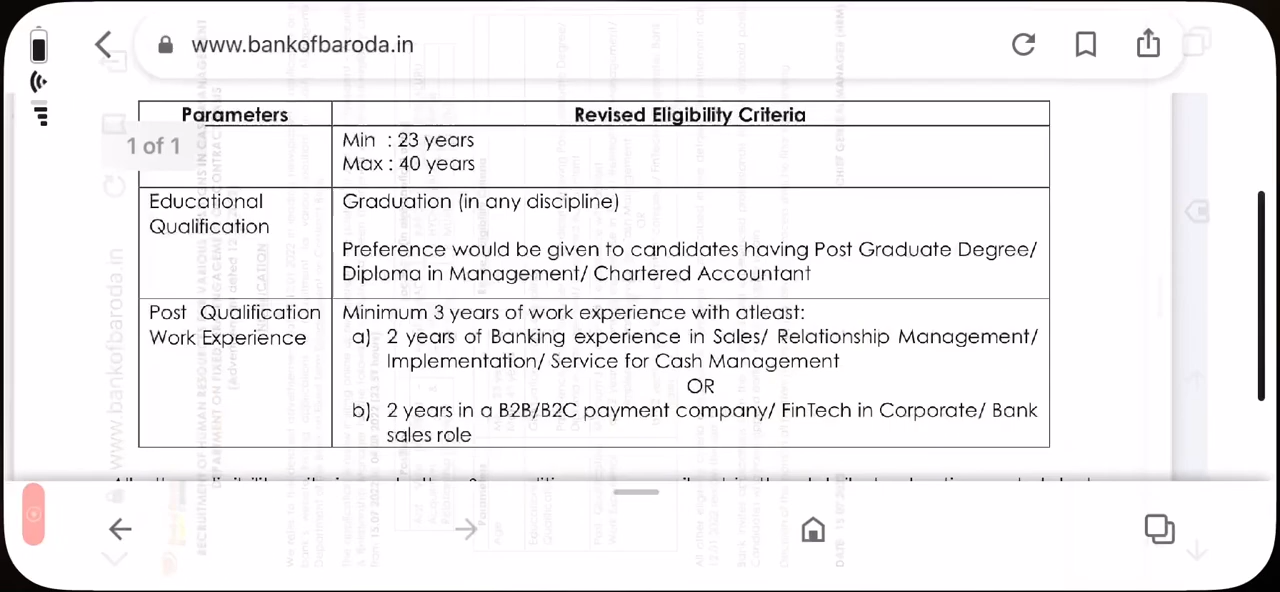 www.bankofbaroda.in
Parameters
Revised Eligibility Criteria
1 of 1
Min : 23 years
Max : 40 years
Educational
Qualification
Graduation (in any discipline)
Preference would be given to candidates having Post Graduate Degree/
Diploma in Management/ Chartered Accountant
Post Qualification
Work Experience
Minimum 3 years of work experience with atleast:
a) 2 years of Banking experience in Sales/ Relationship Management/
Implementation/ Service for Cash Management
OR
b) 2 years in a B2B/B2C payment company/ FinTech in Corporate/ Bank
sales role
www.bankofbaroda.in